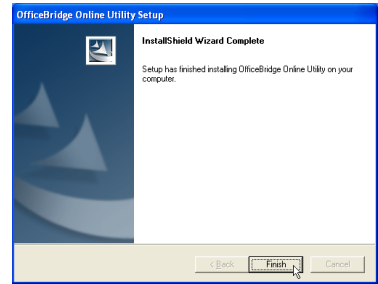 OfficeBridge Online Utility Setup
InstallShield Wizard Complete
Setup has finished installing OfficeBridge Online Utility on your
computer.
< Back Finish Cancel